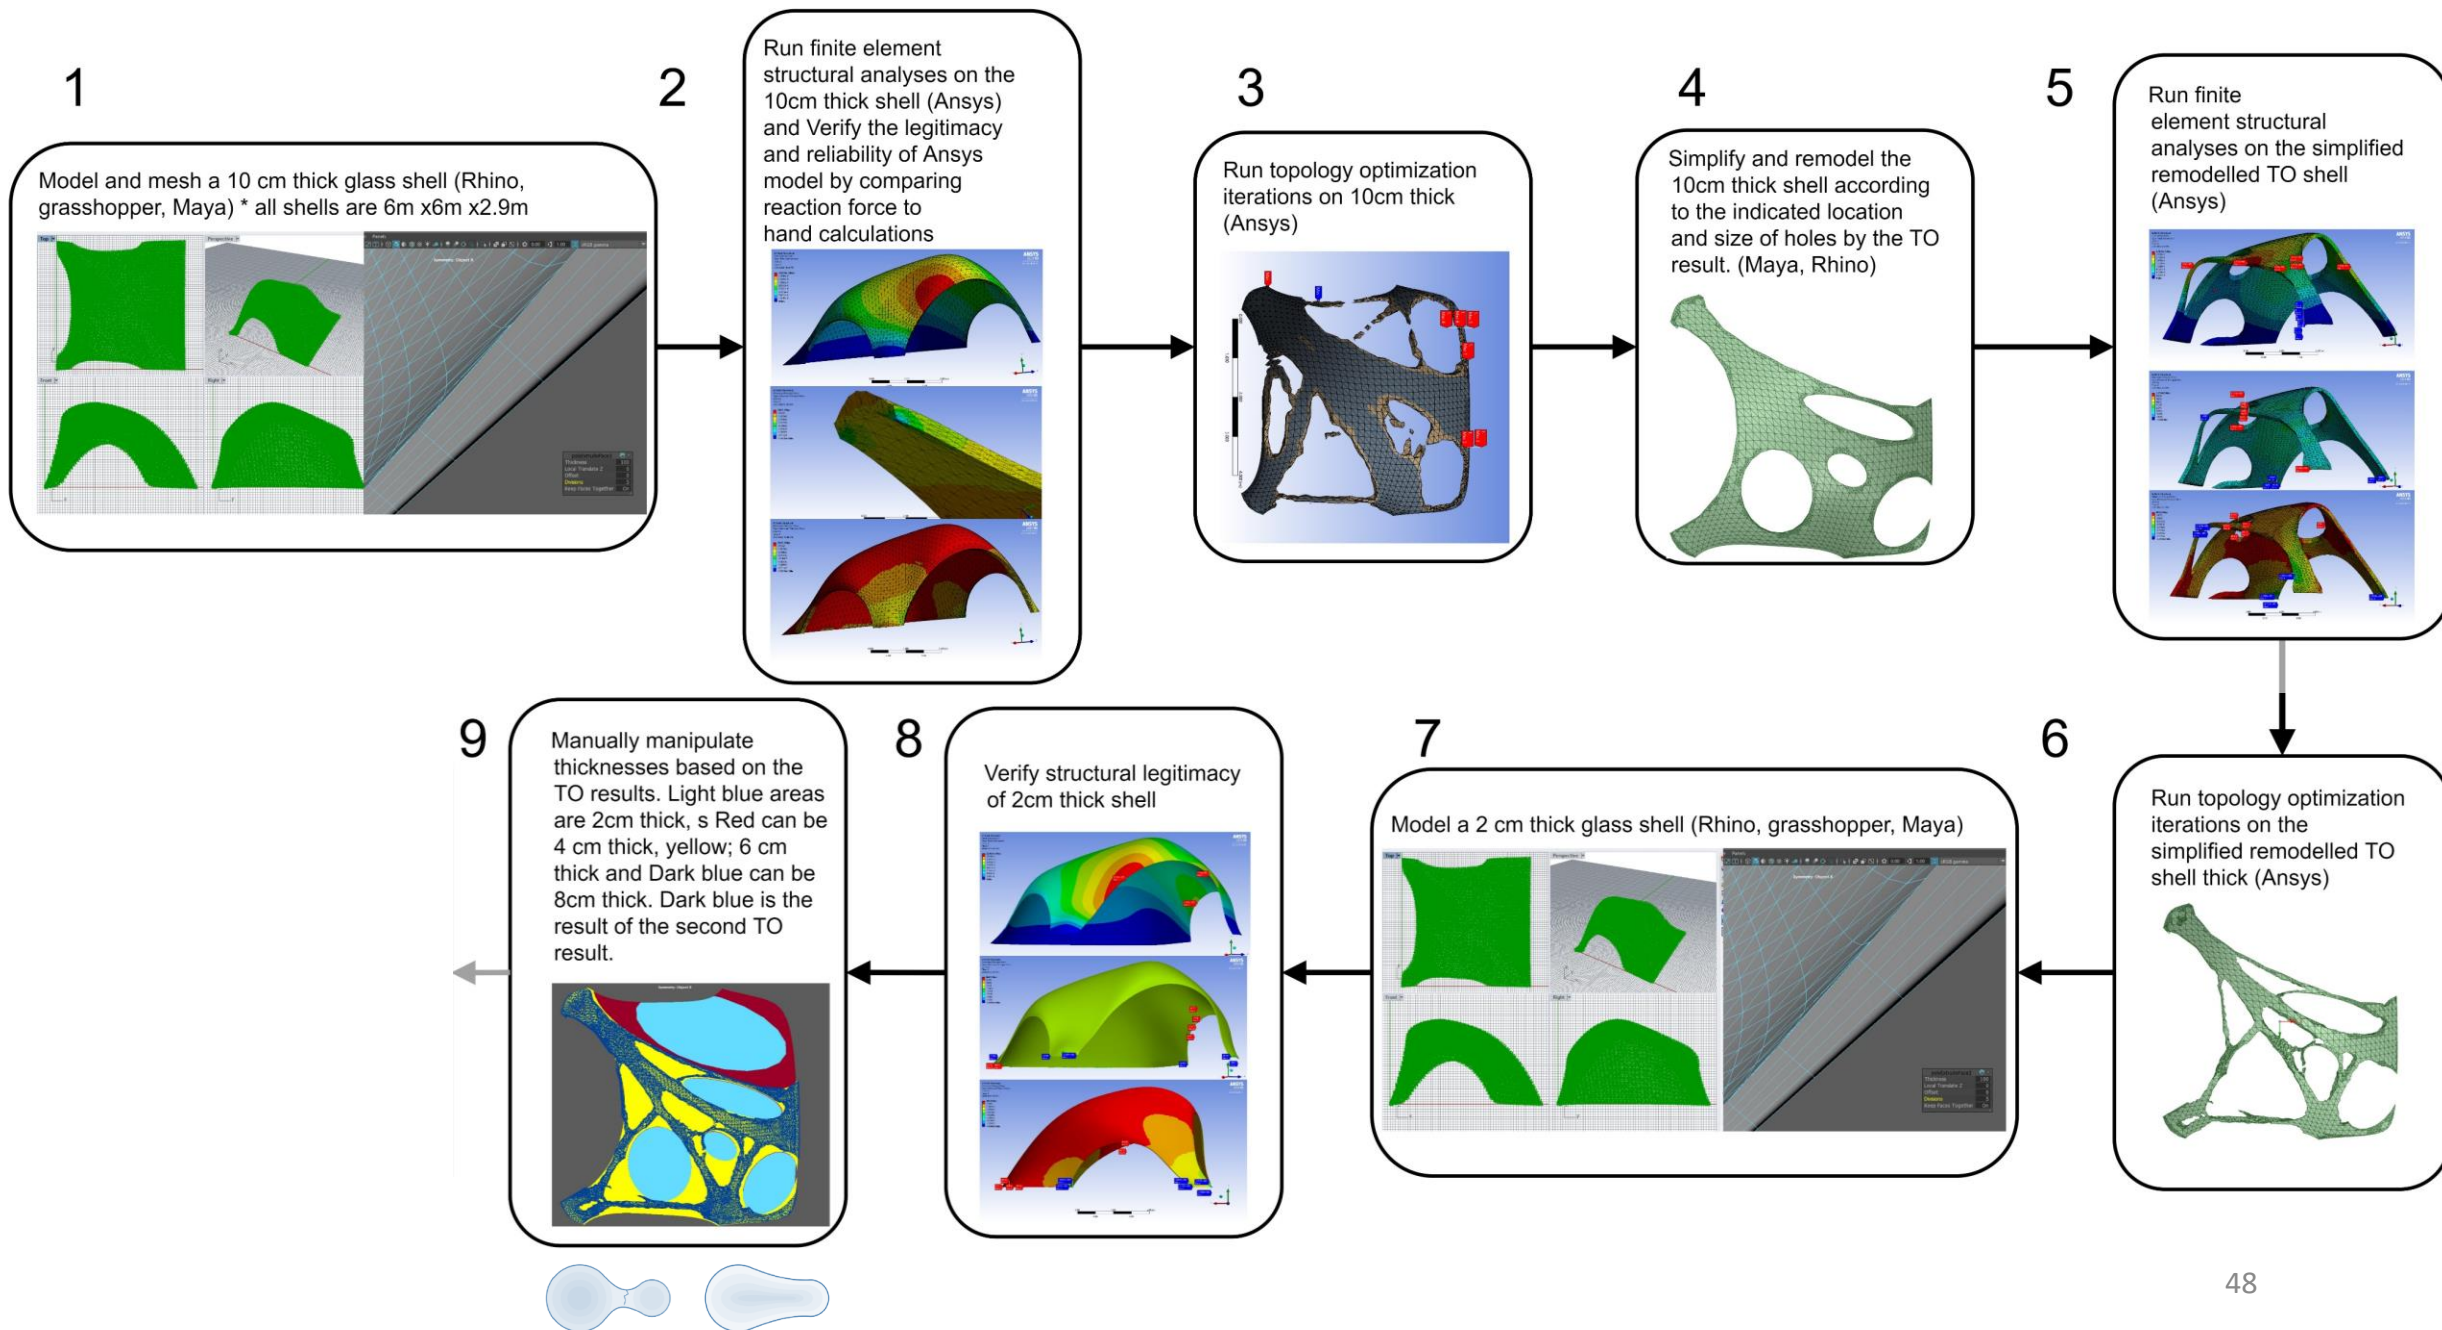 1
Model and mesh a 10 cm thick glass shell (Rhino,
grasshopper, Maya) * all shells are 6m x6m x2.9m
2
Run finite element
structural analyses on the
10cm thick shell (Ansys)
and Verify the legitimacy
and reliability of Ansys
model by comparing
reaction force to
hand calculations
3
Run topology optimization
iterations on 10cm thick
(Ansys)
4
Simplify and remodel the
10cm thick shell according
to the indicated location
and size of holes by the TO
result. (Maya, Rhino)
5
Run finite
element structural
analyses on the simplified
remodelled TO shell
(Ansys)
6
Run topology optimization
iterations on the
simplified remodelled TO
shell thick (Ansys)
7
Model a 2 cm thick glass shell (Rhino, grasshopper, Maya)
8
Verify structural legitimacy
of 2cm thick shell
9
Manually manipulate
thicknesses based on the
TO results. Light blue areas
are 2cm thick, s Red can be
4 cm thick, yellow; 6 cm
thick and Dark blue can be
8cm thick. Dark blue is the
result of the second TO
result.
48